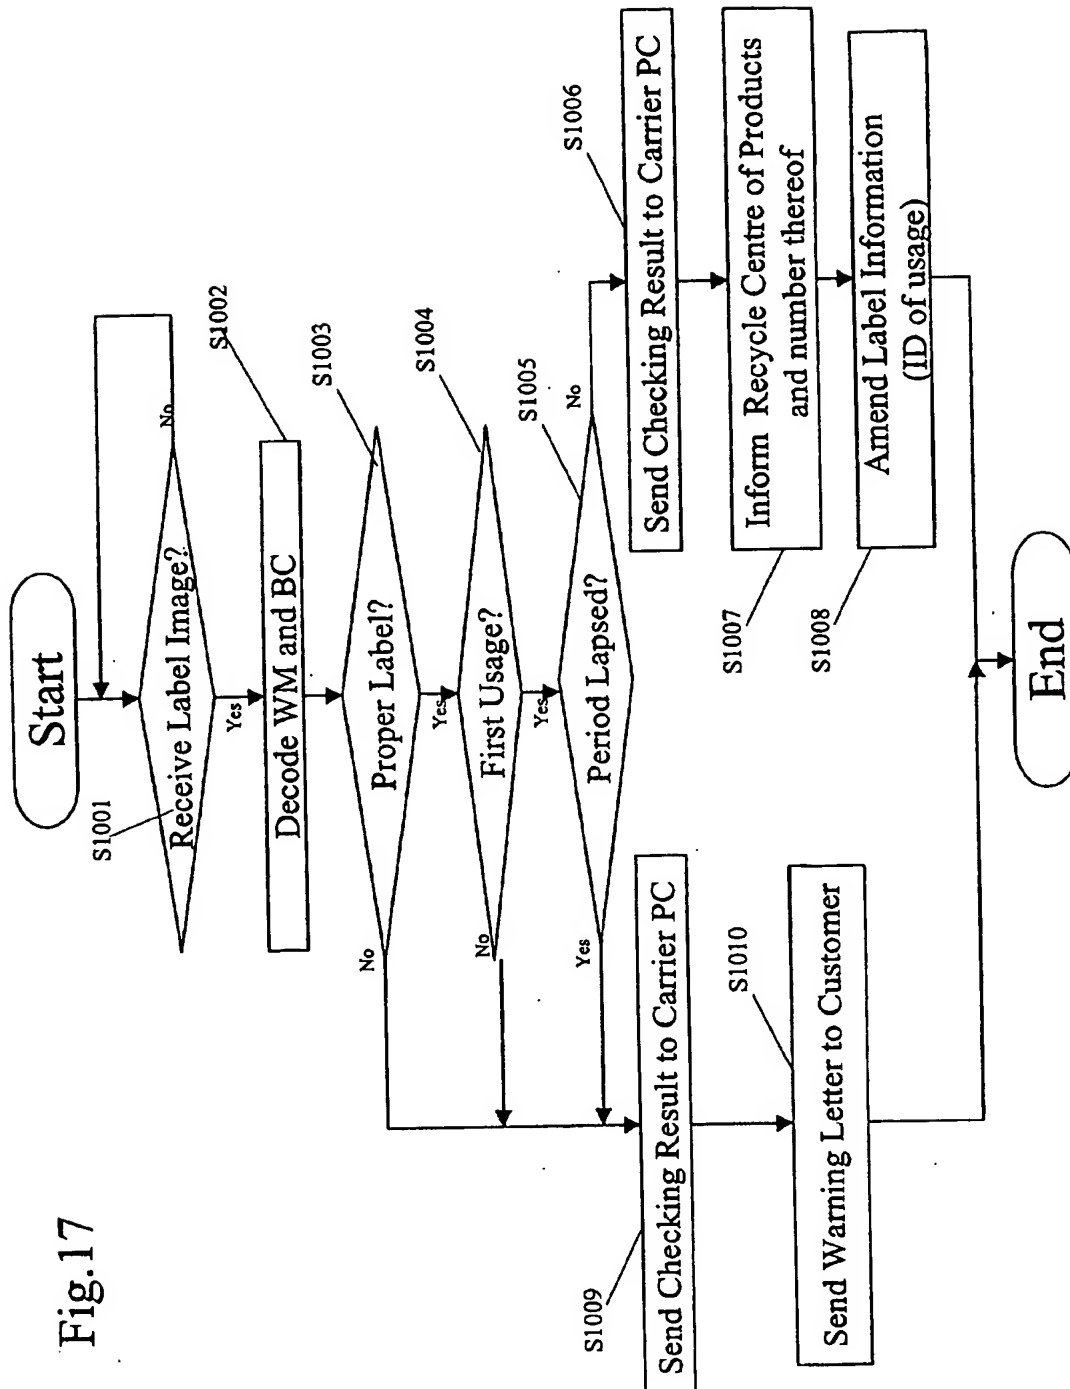 Fig.17
Start
S1001
Receive Label Image?
No
Yes
S1002
Decode WM and BC
S1003
Proper Label?
No
Yes
S1004
First Usage?
No
Yes
S1005
Period Lapsed?
Yes
No
S1009
Send Checking Result to Carrier PC
S1010
Send Warning Letter to Customer
S1006
Send Checking Result to Carrier PC
S1007
Inform Recycle Centre of Products
and number thereof
S1008
Amend Label Information
(ID of usage)
End